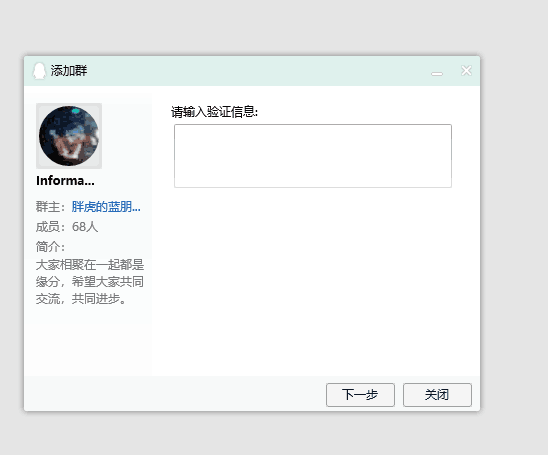 添加群
请输入验证信息:
Informa...
群主：胖虎的蓝朋...
成员：68人
简介：
大家相聚在一起都是
缘分，希望大家共同
交流，共同进步。
下一步
关闭